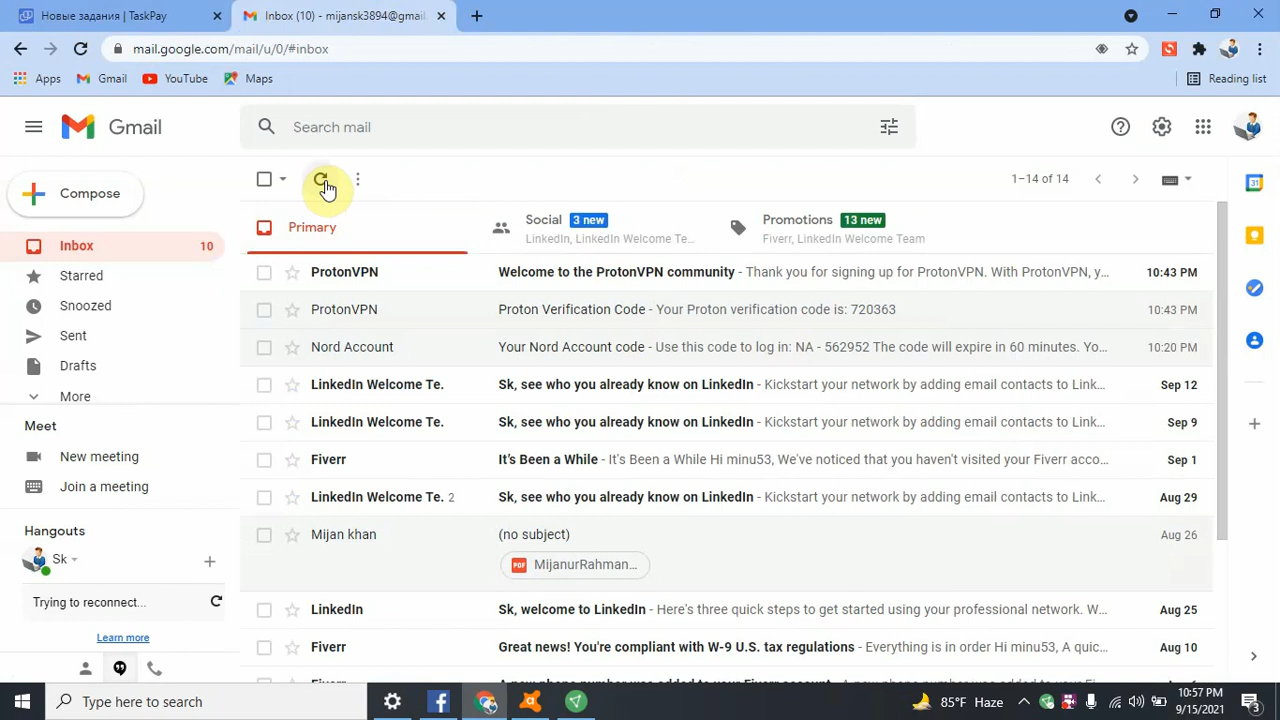 Новые задания | TaskPay
Inbox (10) - mijansk3894@gmail.
mail.google.com/mail/u/0/#inbox
Apps
Gmail
YouTube
Maps
Reading list
Gmail
Search mail
Compose
1–14 of 14
Inbox 10
Starred
Snoozed
Sent
Drafts
More
Meet
New meeting
Join a meeting
Hangouts
Sk
Trying to reconnect...
Learn more
Primary
Social 3 new
LinkedIn, LinkedIn Welcome Te...
Promotions 13 new
Fiverr, LinkedIn Welcome Team
ProtonVPN Welcome to the ProtonVPN community - Thank you for signing up for ProtonVPN. With ProtonVPN, y... 10:43 PM
ProtonVPN Proton Verification Code - Your Proton verification code is: 720363 10:43 PM
Nord Account Your Nord Account code - Use this code to log in: NA - 562952 The code will expire in 60 minutes. Yo... 10:20 PM
LinkedIn Welcome Te. Sk, see who you already know on LinkedIn - Kickstart your network by adding email contacts to Link... Sep 12
LinkedIn Welcome Te. Sk, see who you already know on LinkedIn - Kickstart your network by adding email contacts to Link... Sep 9
Fiverr It's Been a While - It's Been a While Hi minu53, We've noticed that you haven't visited your Fiverr acco... Sep 1
LinkedIn Welcome Te. 2 Sk, see who you already know on LinkedIn - Kickstart your network by adding email contacts to Link... Aug 29
Mijan khan (no subject) Aug 26
PDF MijanurRahman...
LinkedIn Sk, welcome to LinkedIn - Here's three quick steps to get started using your professional network. W... Aug 25
Fiverr Great news! You're compliant with W-9 U.S. tax regulations - Everything is in order Hi minu53, A quic... Aug 10
Type here to search
85°F Haze
10:57 PM
9/15/2021
3